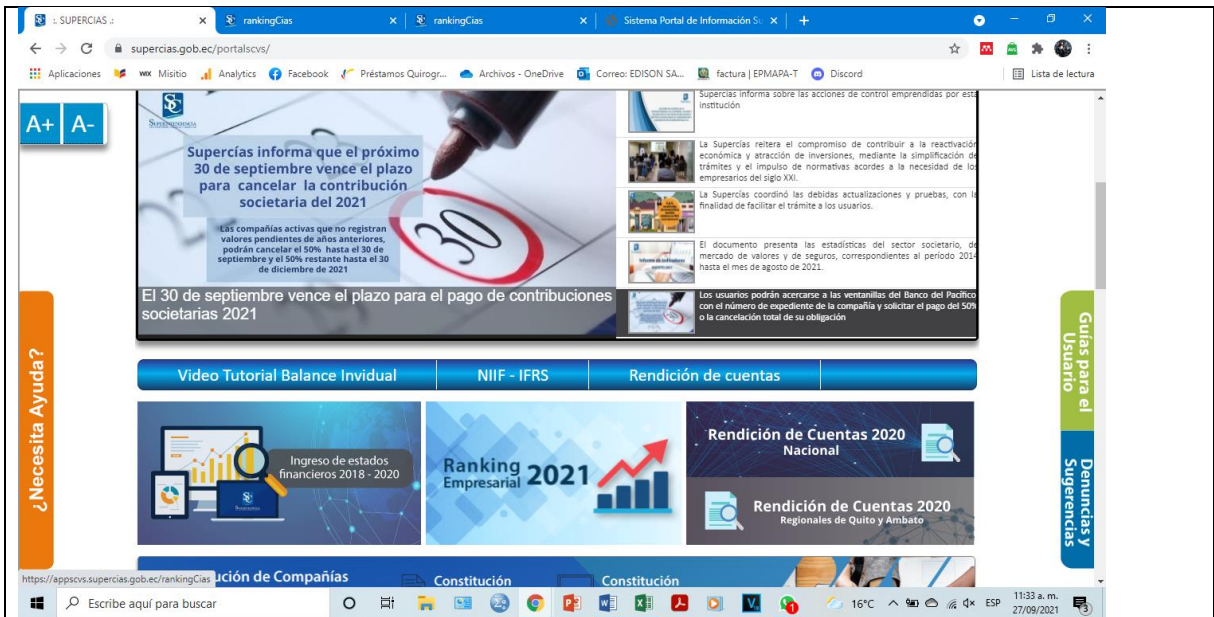 .: SUPERCIAS .:
rankingCias
rankingCias
Sistema Portal de Información Su
supercias.gob.ec/portalscvs/
Aplicaciones
Misitio
Analytics
Facebook
Préstamos Quirogr...
Archivos - OneDrive
Correo: EDISON SA...
factura | EPMAPA-T
Discord
Lista de lectura
A+ A-
Supercías informa que el próximo
30 de septiembre vence el plazo
para cancelar la contribución
societaria del 2021
Las compañías activas que no registran
valores pendientes de años anteriores,
podrán cancelar el 50% hasta el 30 de
septiembre y el 50% restante hasta el 30
de diciembre de 2021
30
El 30 de septiembre vence el plazo para el pago de contribuciones
societarias 2021
Supercias informa sobre las acciones de control emprendidas por esta
institución
La Supercías reitera el compromiso de contribuir a la reactivación
económica y atracción de inversiones, mediante la simplificación de
trámites y el impulso de normativas acordes a la necesidad de los
empresarios del siglo XXI.
La Supercías coordinó las debidas actualizaciones y pruebas, con la
finalidad de facilitar el trámite a los usuarios.
El documento presenta las estadísticas del sector societario, de
mercado de valores y de seguros, correspondientes al período 2014
hasta el mes de agosto de 2021.
Los usuarios podrán acercarse a las ventanillas del Banco del Pacífico
con el número de expediente de la compañía y solicitar el pago del 50%
o la cancelación total de su obligación
¿Necesita Ayuda?
Guías para el
Usuario
Denuncias y
Sugerencias
Video Tutorial Balance Invidual
NIIF - IFRS
Rendición de cuentas
Ingreso de estados
financieros 2018 - 2020
Ranking
Empresarial 2021
Rendición de Cuentas 2020
Nacional
Rendición de Cuentas 2020
Regionales de Quito y Ambato
https://appscvs.supercias.gob.ec/rankingCias
ución de Compañías
Constitución
Constitución
Escribe aquí para buscar
16°C
ESP
11:33 a. m.
27/09/2021